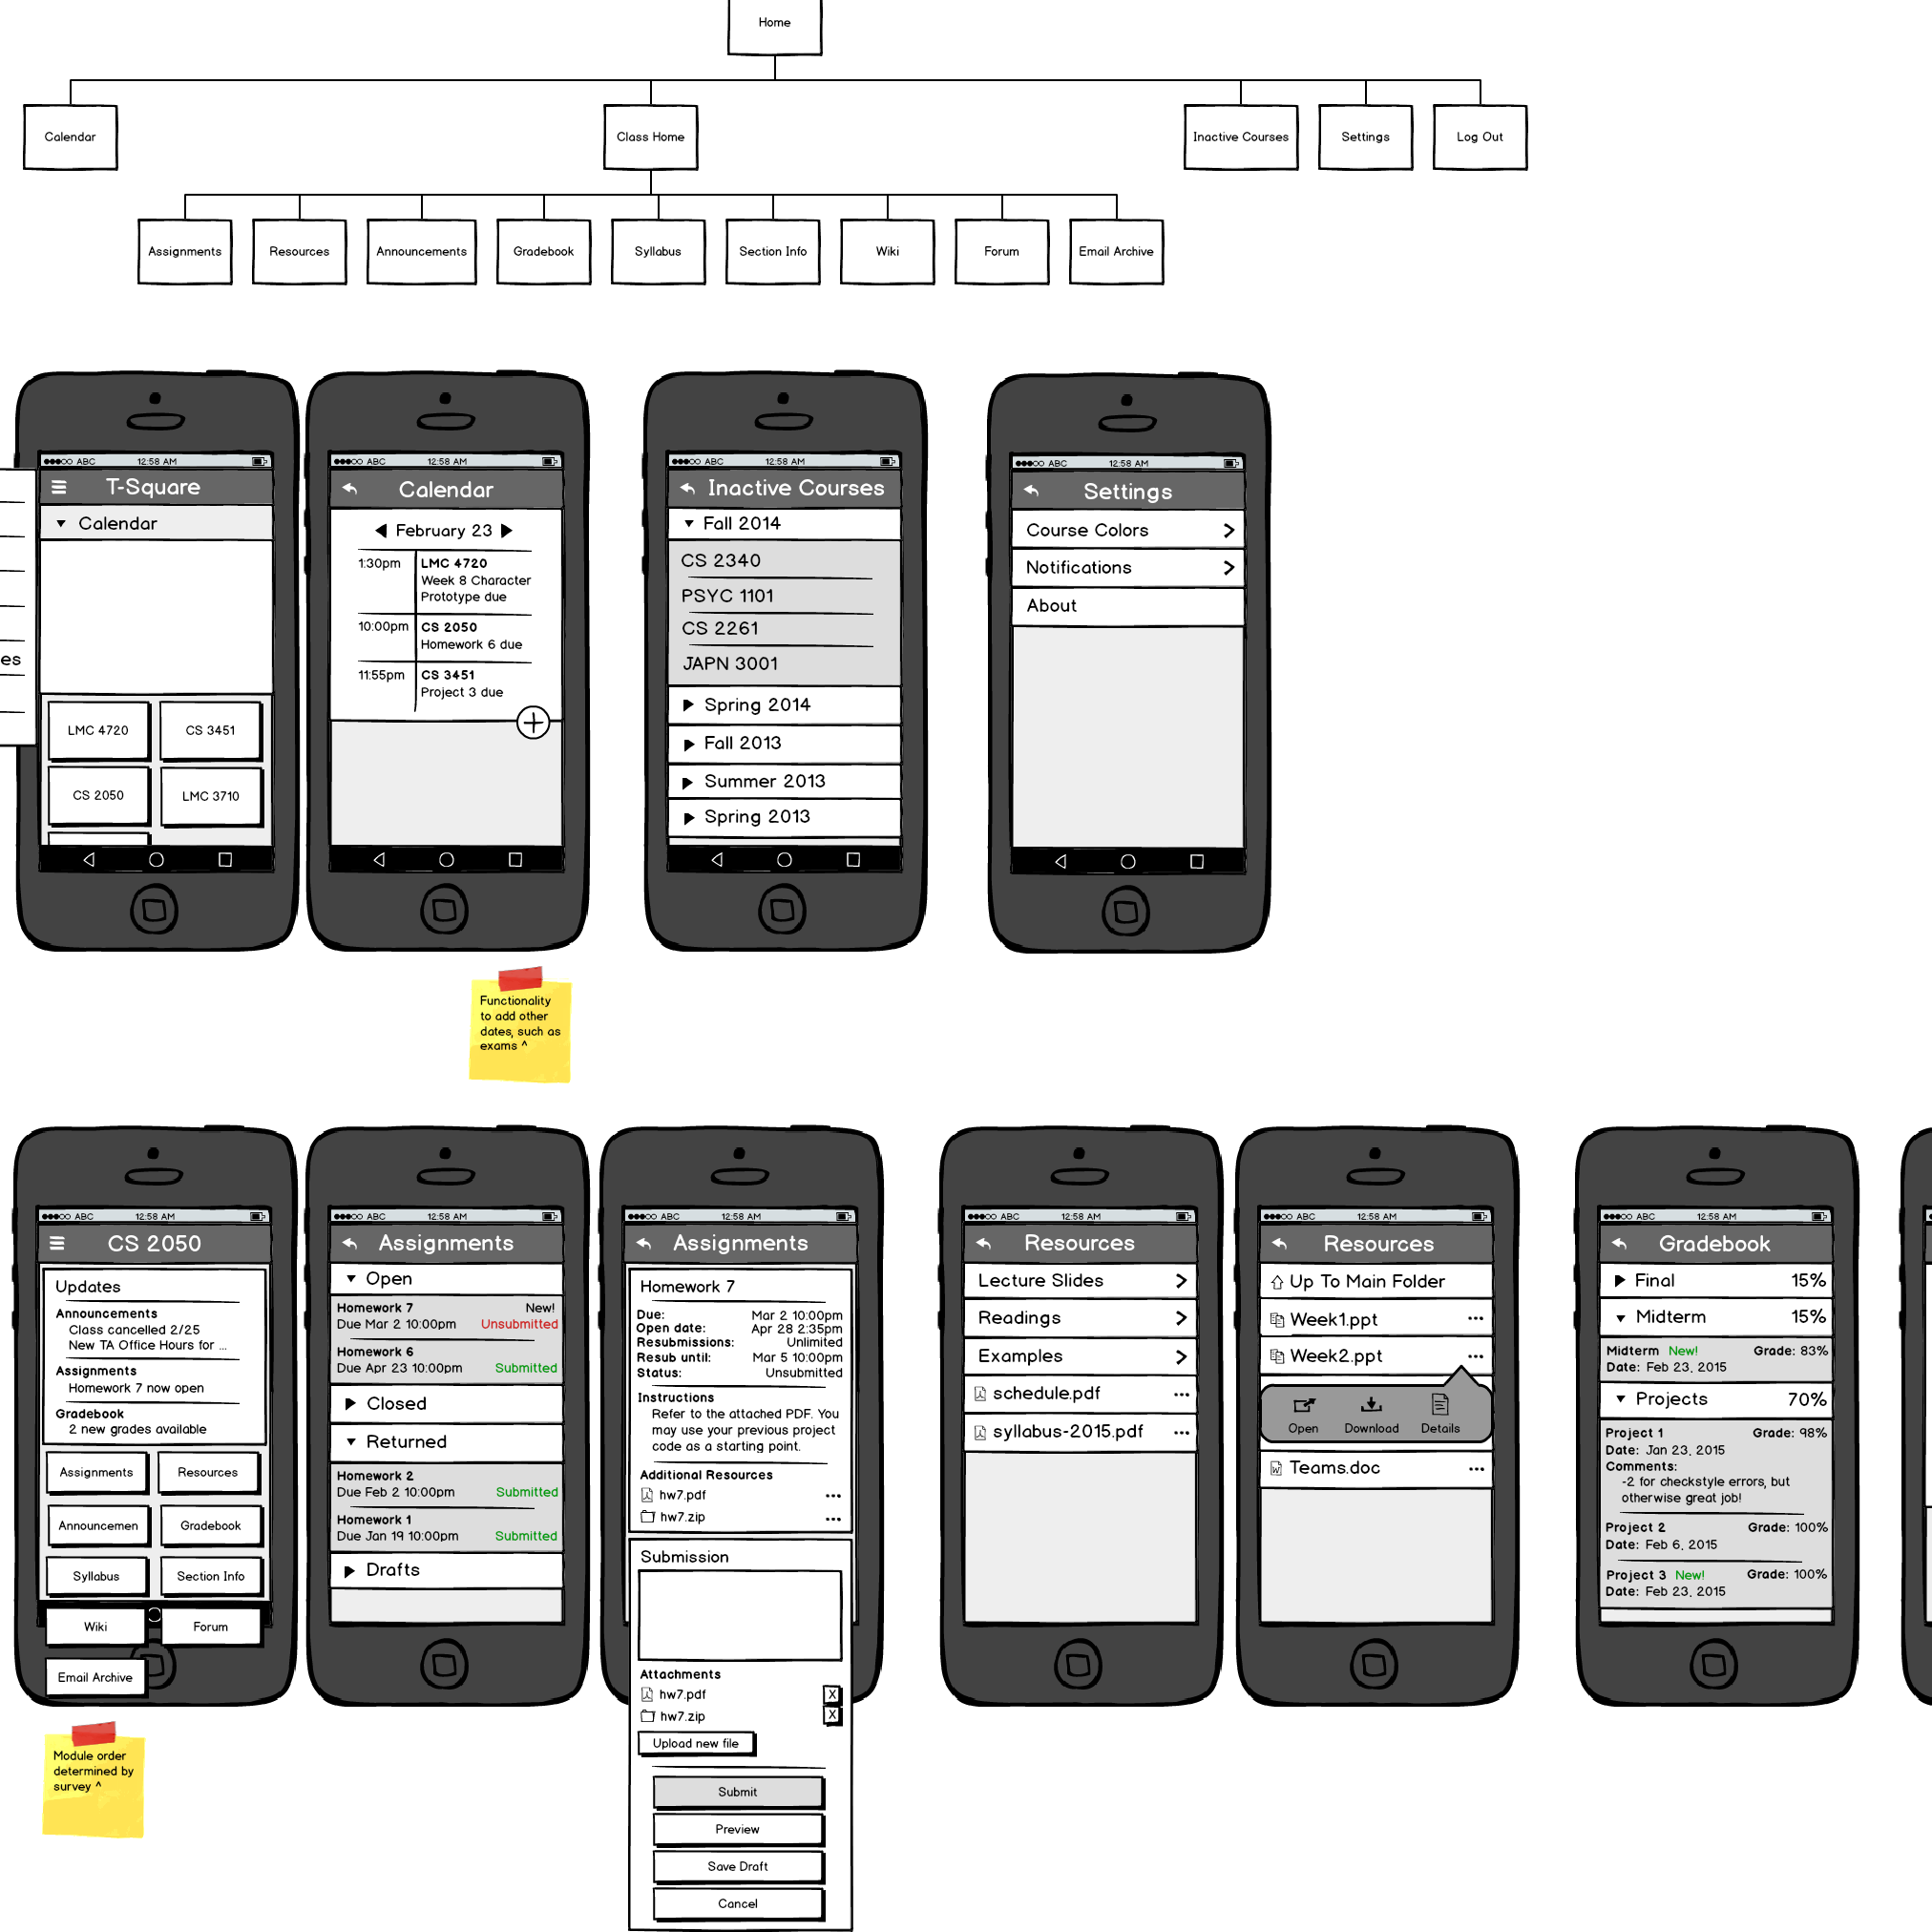 Home
Calendar
Class Home
Inactive Courses
Settings
Log Out
Assignments
Resources
Announcements
Gradebook
Syllabus
Section Info
Wiki
Forum
Email Archive
es
ABC 12:58 AM
T-Square
Calendar
LMC 4720
CS 3451
CS 2050
LMC 3710
ABC 12:58 AM
Calendar
February 23
1:30pm LMC 4720
Week 8 Character
Prototype due
10:00pm CS 2050
Homework 6 due
11:55pm CS 3451
Project 3 due
Functionality
to add other
dates, such as
exams ^
ABC 12:58 AM
Inactive Courses
Fall 2014
CS 2340
PSYC 1101
CS 2261
JAPN 3001
Spring 2014
Fall 2013
Summer 2013
Spring 2013
ABC 12:58 AM
Settings
Course Colors
Notifications
About
ABC 12:58 AM
CS 2050
Updates
Announcements
Class cancelled 2/25
New TA Office Hours for ...
Assignments
Homework 7 now open
Gradebook
2 new grades available
Assignments
Resources
Announcemen
Gradebook
Syllabus
Section Info
Wiki
Forum
Email Archive
Module order
determined by
survey ^
ABC 12:58 AM
Assignments
Open
Homework 7 New!
Due Mar 2 10:00pm Unsubmitted
Homework 6
Due Apr 23 10:00pm Submitted
Closed
Returned
Homework 2
Due Feb 2 10:00pm Submitted
Homework 1
Due Jan 19 10:00pm Submitted
Drafts
ABC 12:58 AM
Assignments
Homework 7
Due: Mar 2 10:00pm
Open date: Apr 28 2:35pm
Resubmissions: Unlimited
Resub until: Mar 5 10:00pm
Status: Unsubmitted
Instructions
Refer to the attached PDF. You
may use your previous project
code as a starting point.
Additional Resources
hw7.pdf ...
hw7.zip ...
Submission
Attachments
hw7.pdf X
hw7.zip X
Upload new file
Submit
Preview
Save Draft
Cancel
ABC 12:58 AM
Resources
Lecture Slides
Readings
Examples
schedule.pdf ...
syllabus-2015.pdf ...
ABC 12:58 AM
Resources
Up To Main Folder
Week1.ppt ...
Week2.ppt ...
Open Download Details
Teams.doc ...
ABC 12:58 AM
Gradebook
Final 15%
Midterm 15%
Midterm New! Grade: 83%
Date: Feb 23, 2015
Projects 70%
Project 1 Grade: 98%
Date: Jan 23, 2015
Comments:
-2 for checkstyle errors, but
otherwise great job!
Project 2 Grade: 100%
Date: Feb 6, 2015
Project 3 New! Grade: 100%
Date: Feb 23, 2015